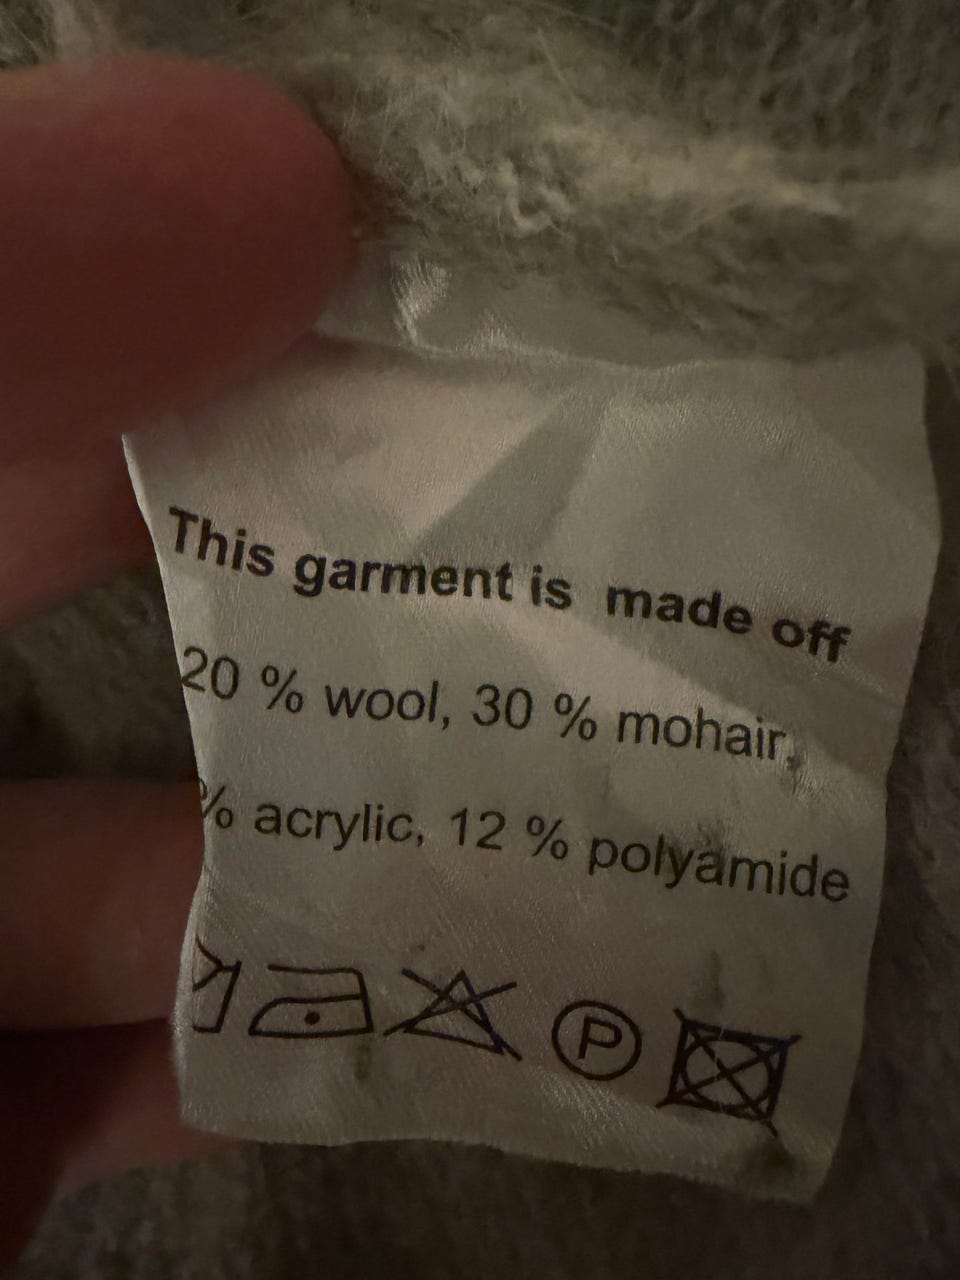 This garment is made off
20 % wool, 30 % mohair,
% acrylic, 12 % polyamide
P